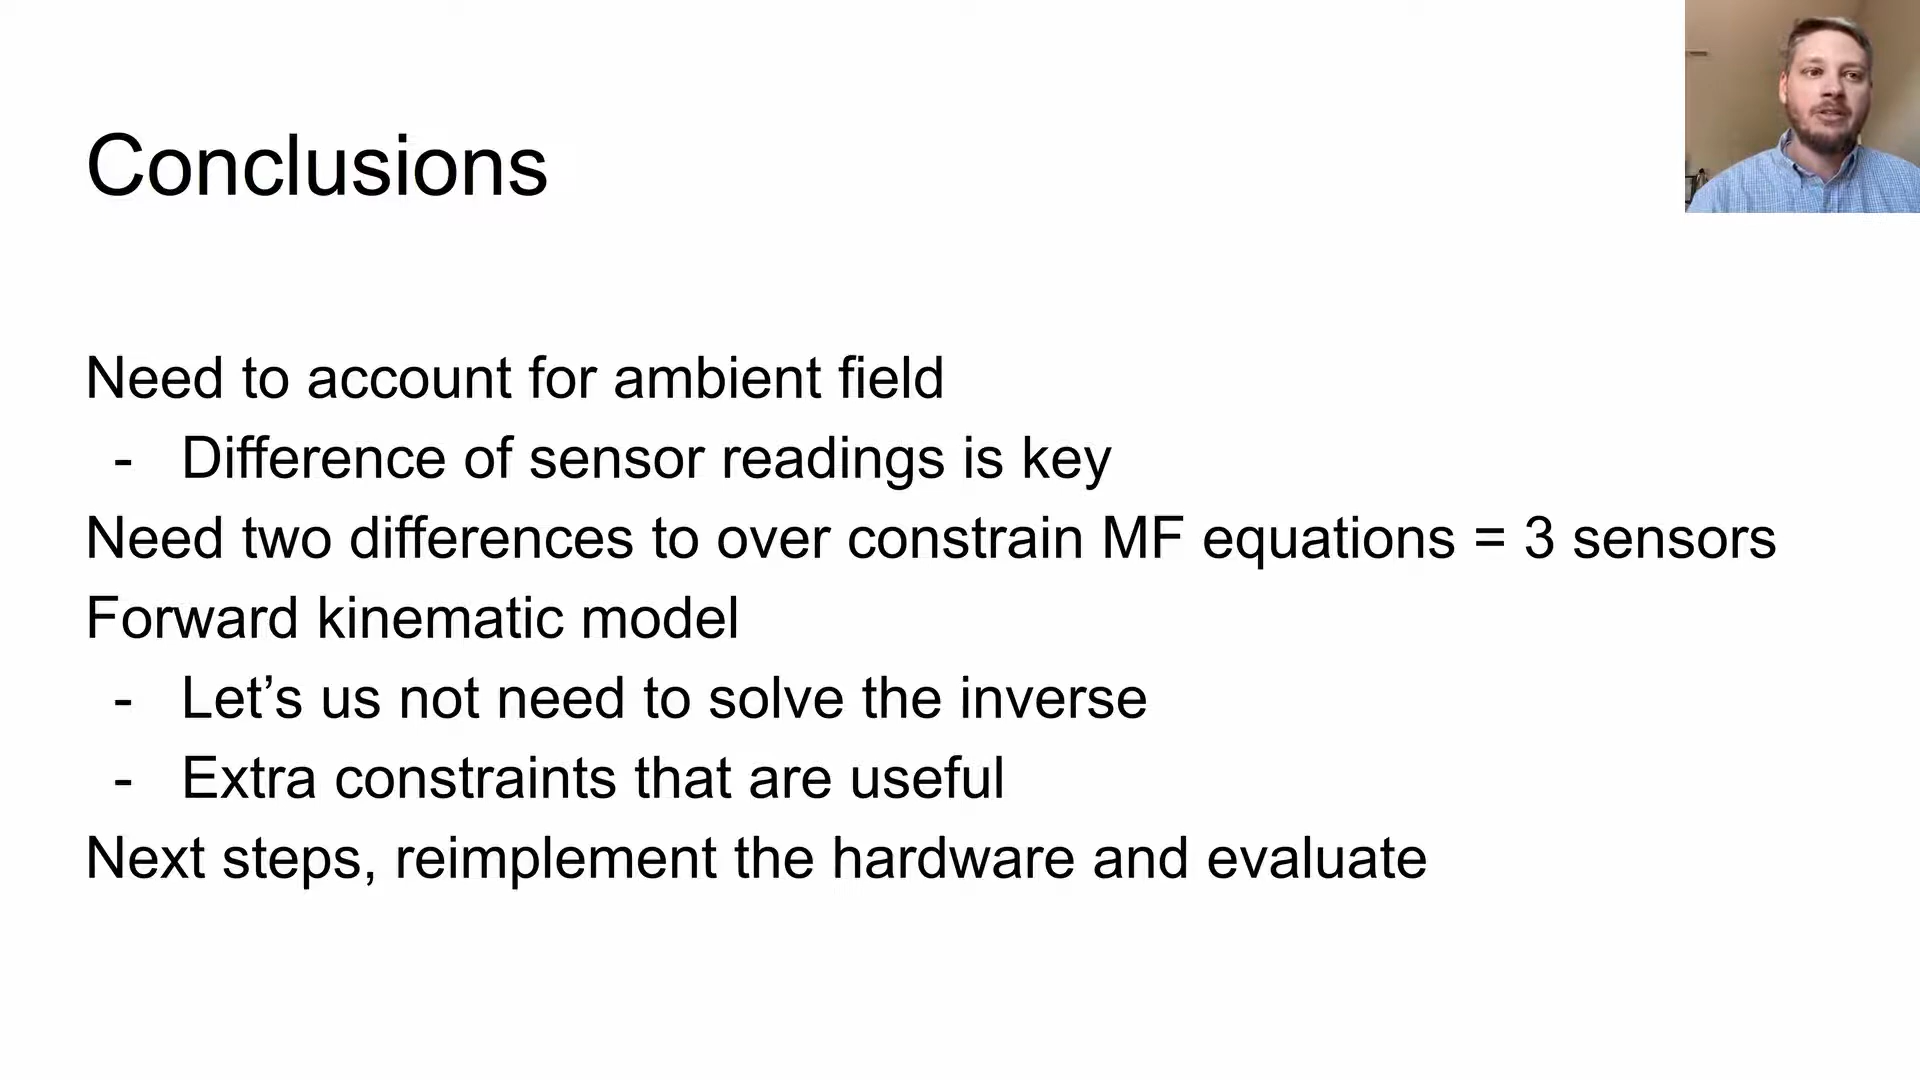 Conclusions
Need to account for ambient field
- Difference of sensor readings is key
Need two differences to over constrain MF equations = 3 sensors
Forward kinematic model
- Let’s us not need to solve the inverse
- Extra constraints that are useful
Next steps, reimplement the hardware and evaluate